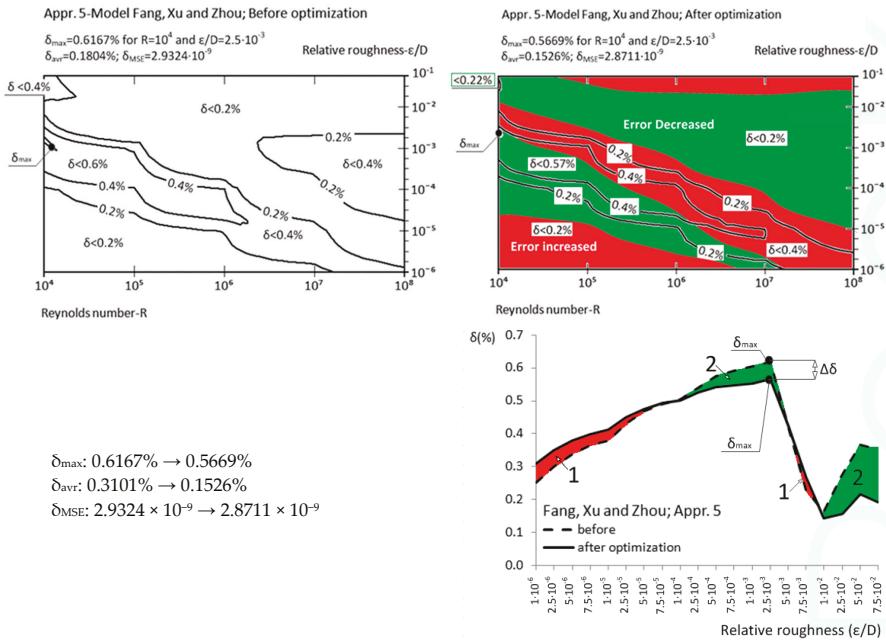 Appr. 5-Model Fang, Xu and Zhou; Before optimization
δmax=0.6167% for R=10⁴ and ε/D=2.5·10⁻³
δavr=0.1804%; δMSE=2.9324·10⁻⁹
Relative roughness-ε/D
δ<0.4%
δ<0.2%
0.2%
δmax
δ<0.6%
δ<0.4%
0.4%
0.4%
0.2%
0.2%
0.2%
δ<0.2%
δ<0.4%
10⁻¹
10⁻²
10⁻³
10⁻⁴
10⁻⁵
10⁻⁶
10⁴
10⁵
10⁶
10⁷
10⁸
Reynolds number-R
Appr. 5-Model Fang, Xu and Zhou; After optimization
δmax=0.5669% for R=10⁴ and ε/D=2.5·10⁻³
δavr=0.1526%; δMSE=2.8711·10⁻⁹
Relative roughness-ε/D
<0.22%
Error Decreased
δ<0.2%
δmax
0.2%
δ<0.57%
0.4%
0.2%
0.4%
δ<0.2%
Error increased
0.2%
δ<0.4%
10⁻¹
10⁻²
10⁻³
10⁻⁴
10⁻⁵
10⁻⁶
10⁴
10⁵
10⁶
10⁷
10⁸
Reynolds number-R
δmax: 0.6167% → 0.5669%
δavr: 0.3101% → 0.1526%
δMSE: 2.9324 × 10⁻⁹ → 2.8711 × 10⁻⁹
δ(%)
0.7
0.6
0.5
0.4
0.3
0.2
0.1
0.0
δmax
2
Δδ
δmax
1
1
2
Fang, Xu and Zhou; Appr. 5
before
after optimization
1·10⁻⁶
2.5·10⁻⁶
5·10⁻⁶
7.5·10⁻⁶
1·10⁻⁵
2.5·10⁻⁵
5·10⁻⁵
7.5·10⁻⁵
1·10⁻⁴
2.5·10⁻⁴
5·10⁻⁴
7.5·10⁻⁴
1·10⁻³
2.5·10⁻³
5·10⁻³
7.5·10⁻³
1·10⁻²
2.5·10⁻²
5·10⁻²
7.5·10⁻²
Relative roughness (ε/D)